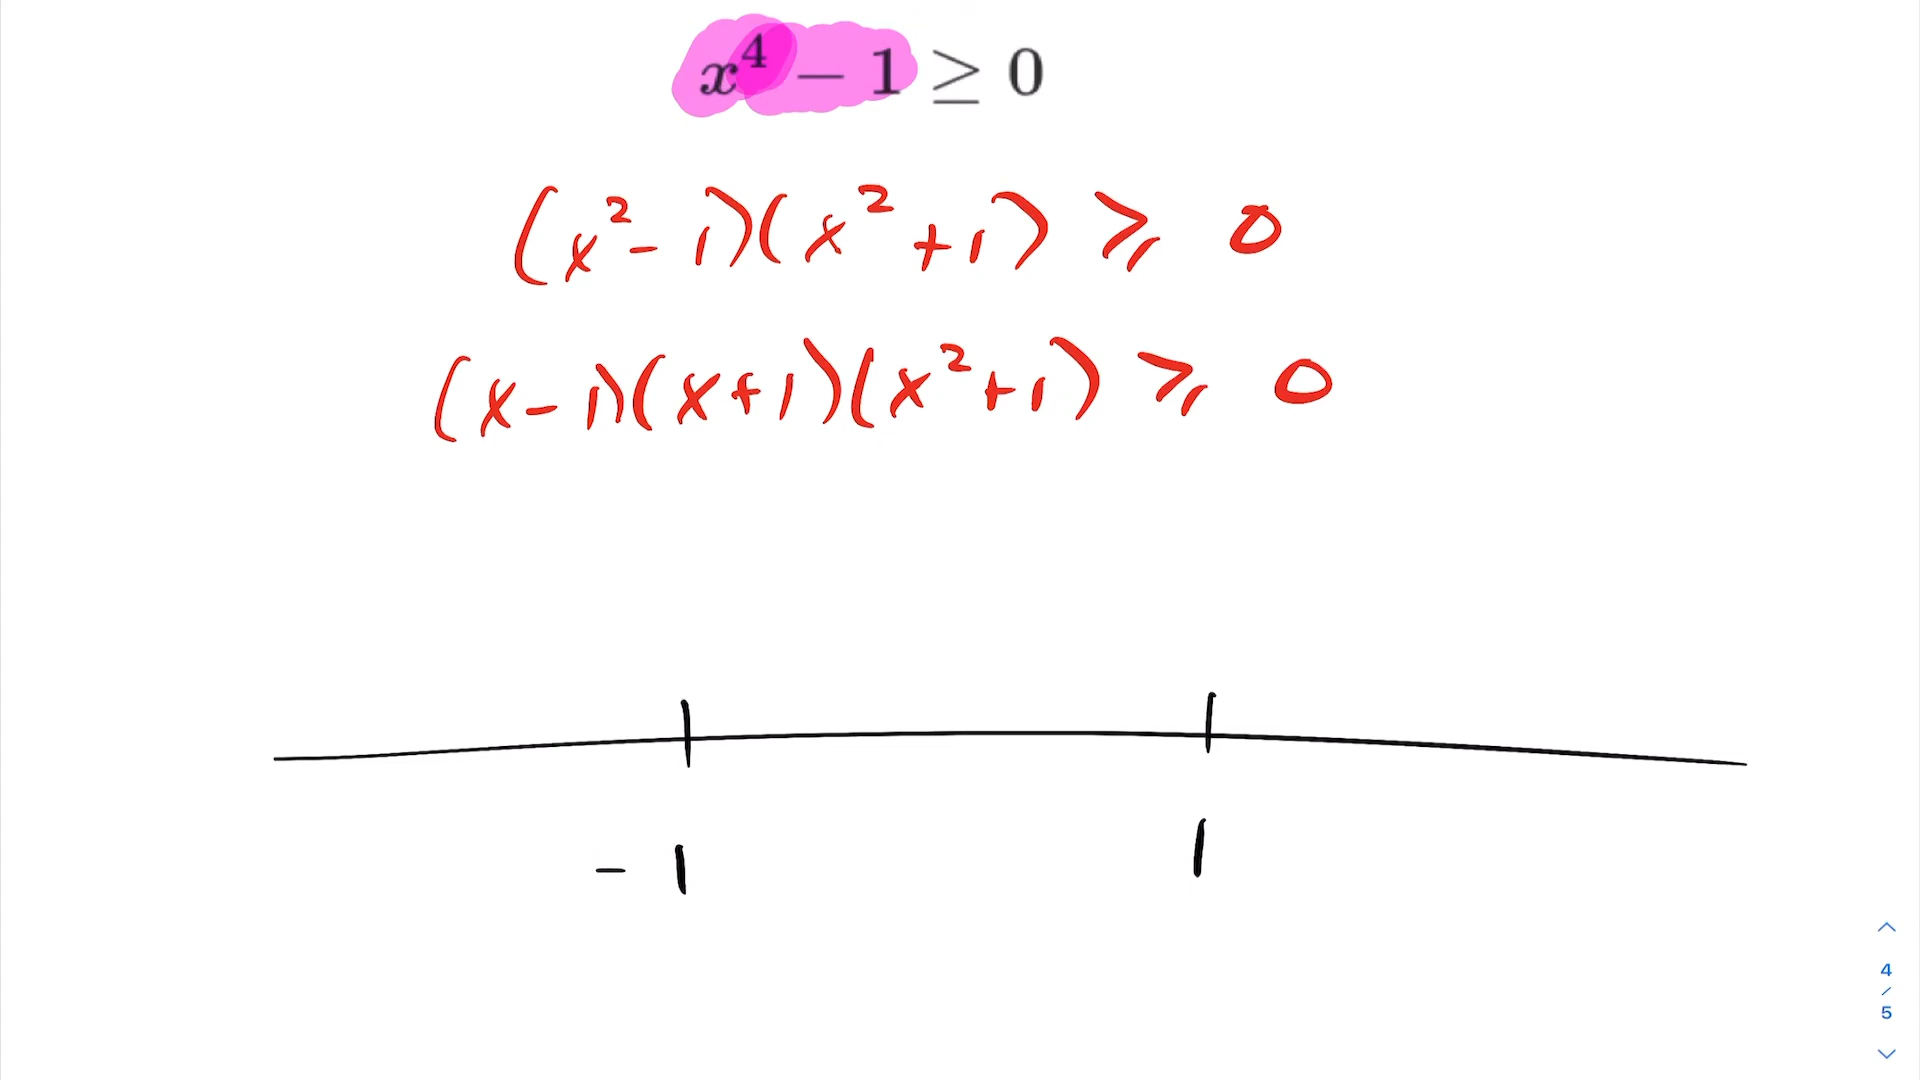 x⁴ − 1 ≥ 0
(x² - 1)(x² + 1) ⩾ 0
(x - 1)(x + 1)(x² + 1) ⩾ 0
- 1 1
4
/
5